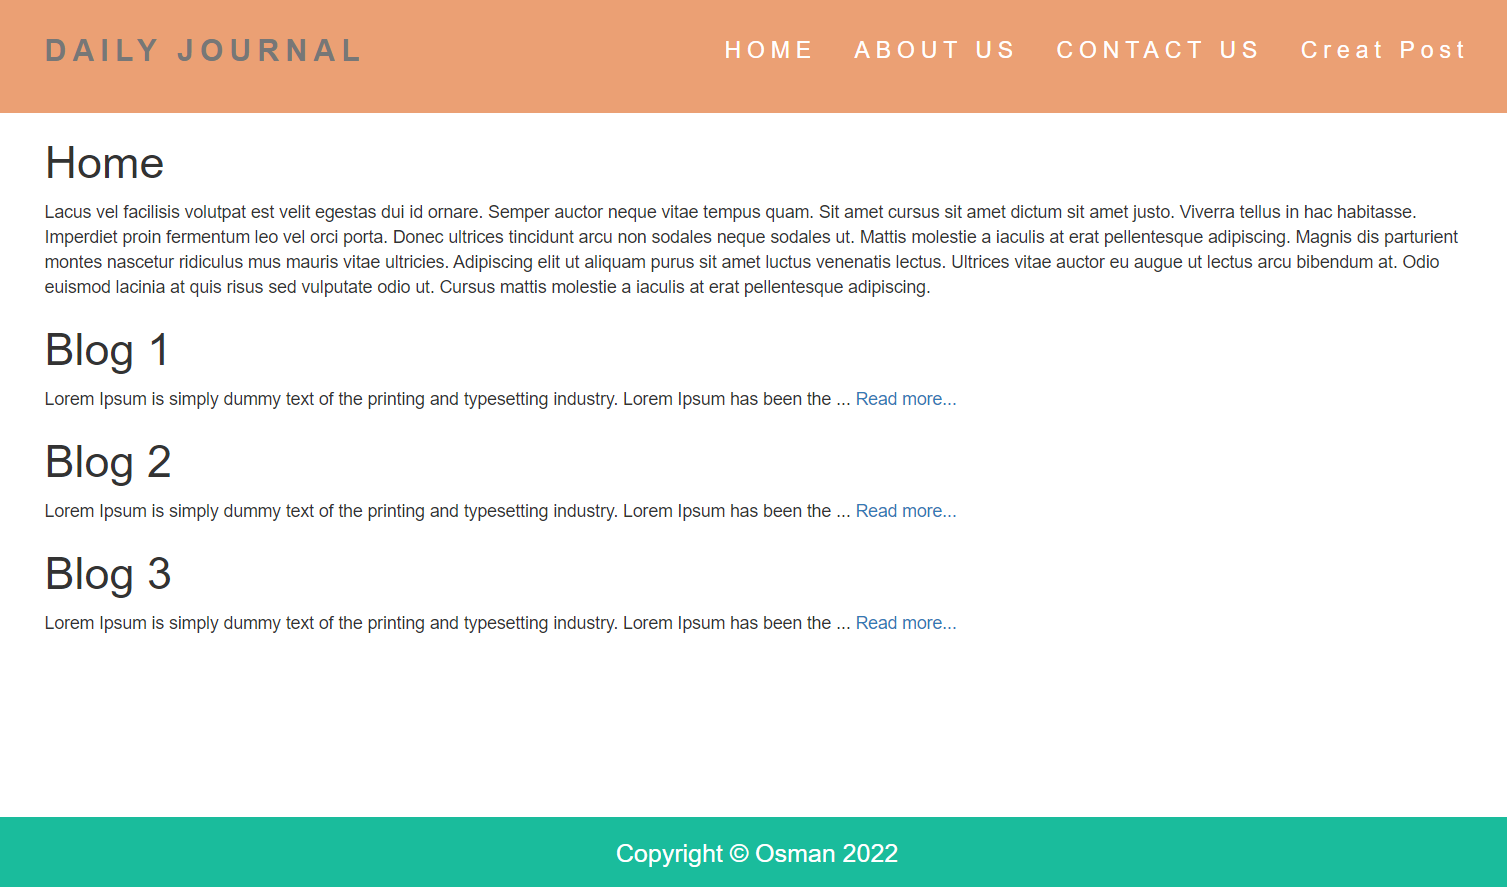 DAILY JOURNAL
HOME ABOUT US CONTACT US Creat Post
Home
Lacus vel facilisis volutpat est velit egestas dui id ornare. Semper auctor neque vitae tempus quam. Sit amet cursus sit amet dictum sit amet justo. Viverra tellus in hac habitasse.
Imperdiet proin fermentum leo vel orci porta. Donec ultrices tincidunt arcu non sodales neque sodales ut. Mattis molestie a iaculis at erat pellentesque adipiscing. Magnis dis parturient
montes nascetur ridiculus mus mauris vitae ultricies. Adipiscing elit ut aliquam purus sit amet luctus venenatis lectus. Ultrices vitae auctor eu augue ut lectus arcu bibendum at. Odio
euismod lacinia at quis risus sed vulputate odio ut. Cursus mattis molestie a iaculis at erat pellentesque adipiscing.
Blog 1
Lorem Ipsum is simply dummy text of the printing and typesetting industry. Lorem Ipsum has been the ... Read more...
Blog 2
Lorem Ipsum is simply dummy text of the printing and typesetting industry. Lorem Ipsum has been the ... Read more...
Blog 3
Lorem Ipsum is simply dummy text of the printing and typesetting industry. Lorem Ipsum has been the ... Read more...
Copyright © Osman 2022